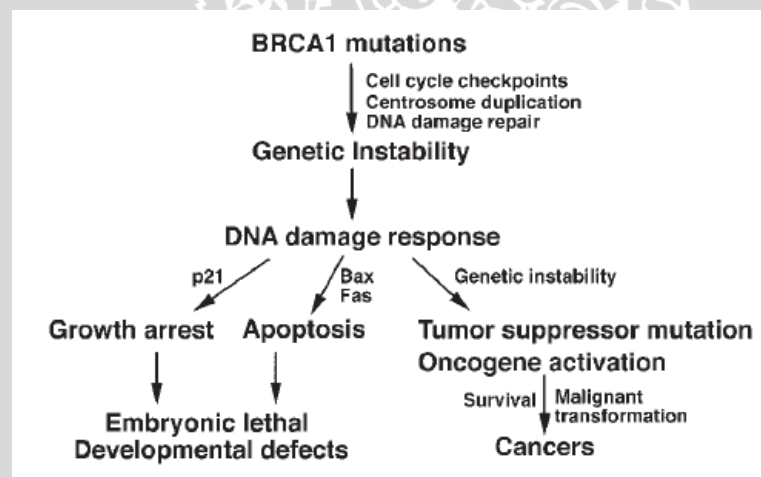 BRCA1 mutations
Cell cycle checkpoints
Centrosome duplication
DNA damage repair
Genetic Instability
DNA damage response
p21
Bax
Fas
Genetic instability
Growth arrest
Apoptosis
Tumor suppressor mutation
Oncogene activation
Survival
Malignant
transformation
Embryonic lethal
Developmental defects
Cancers